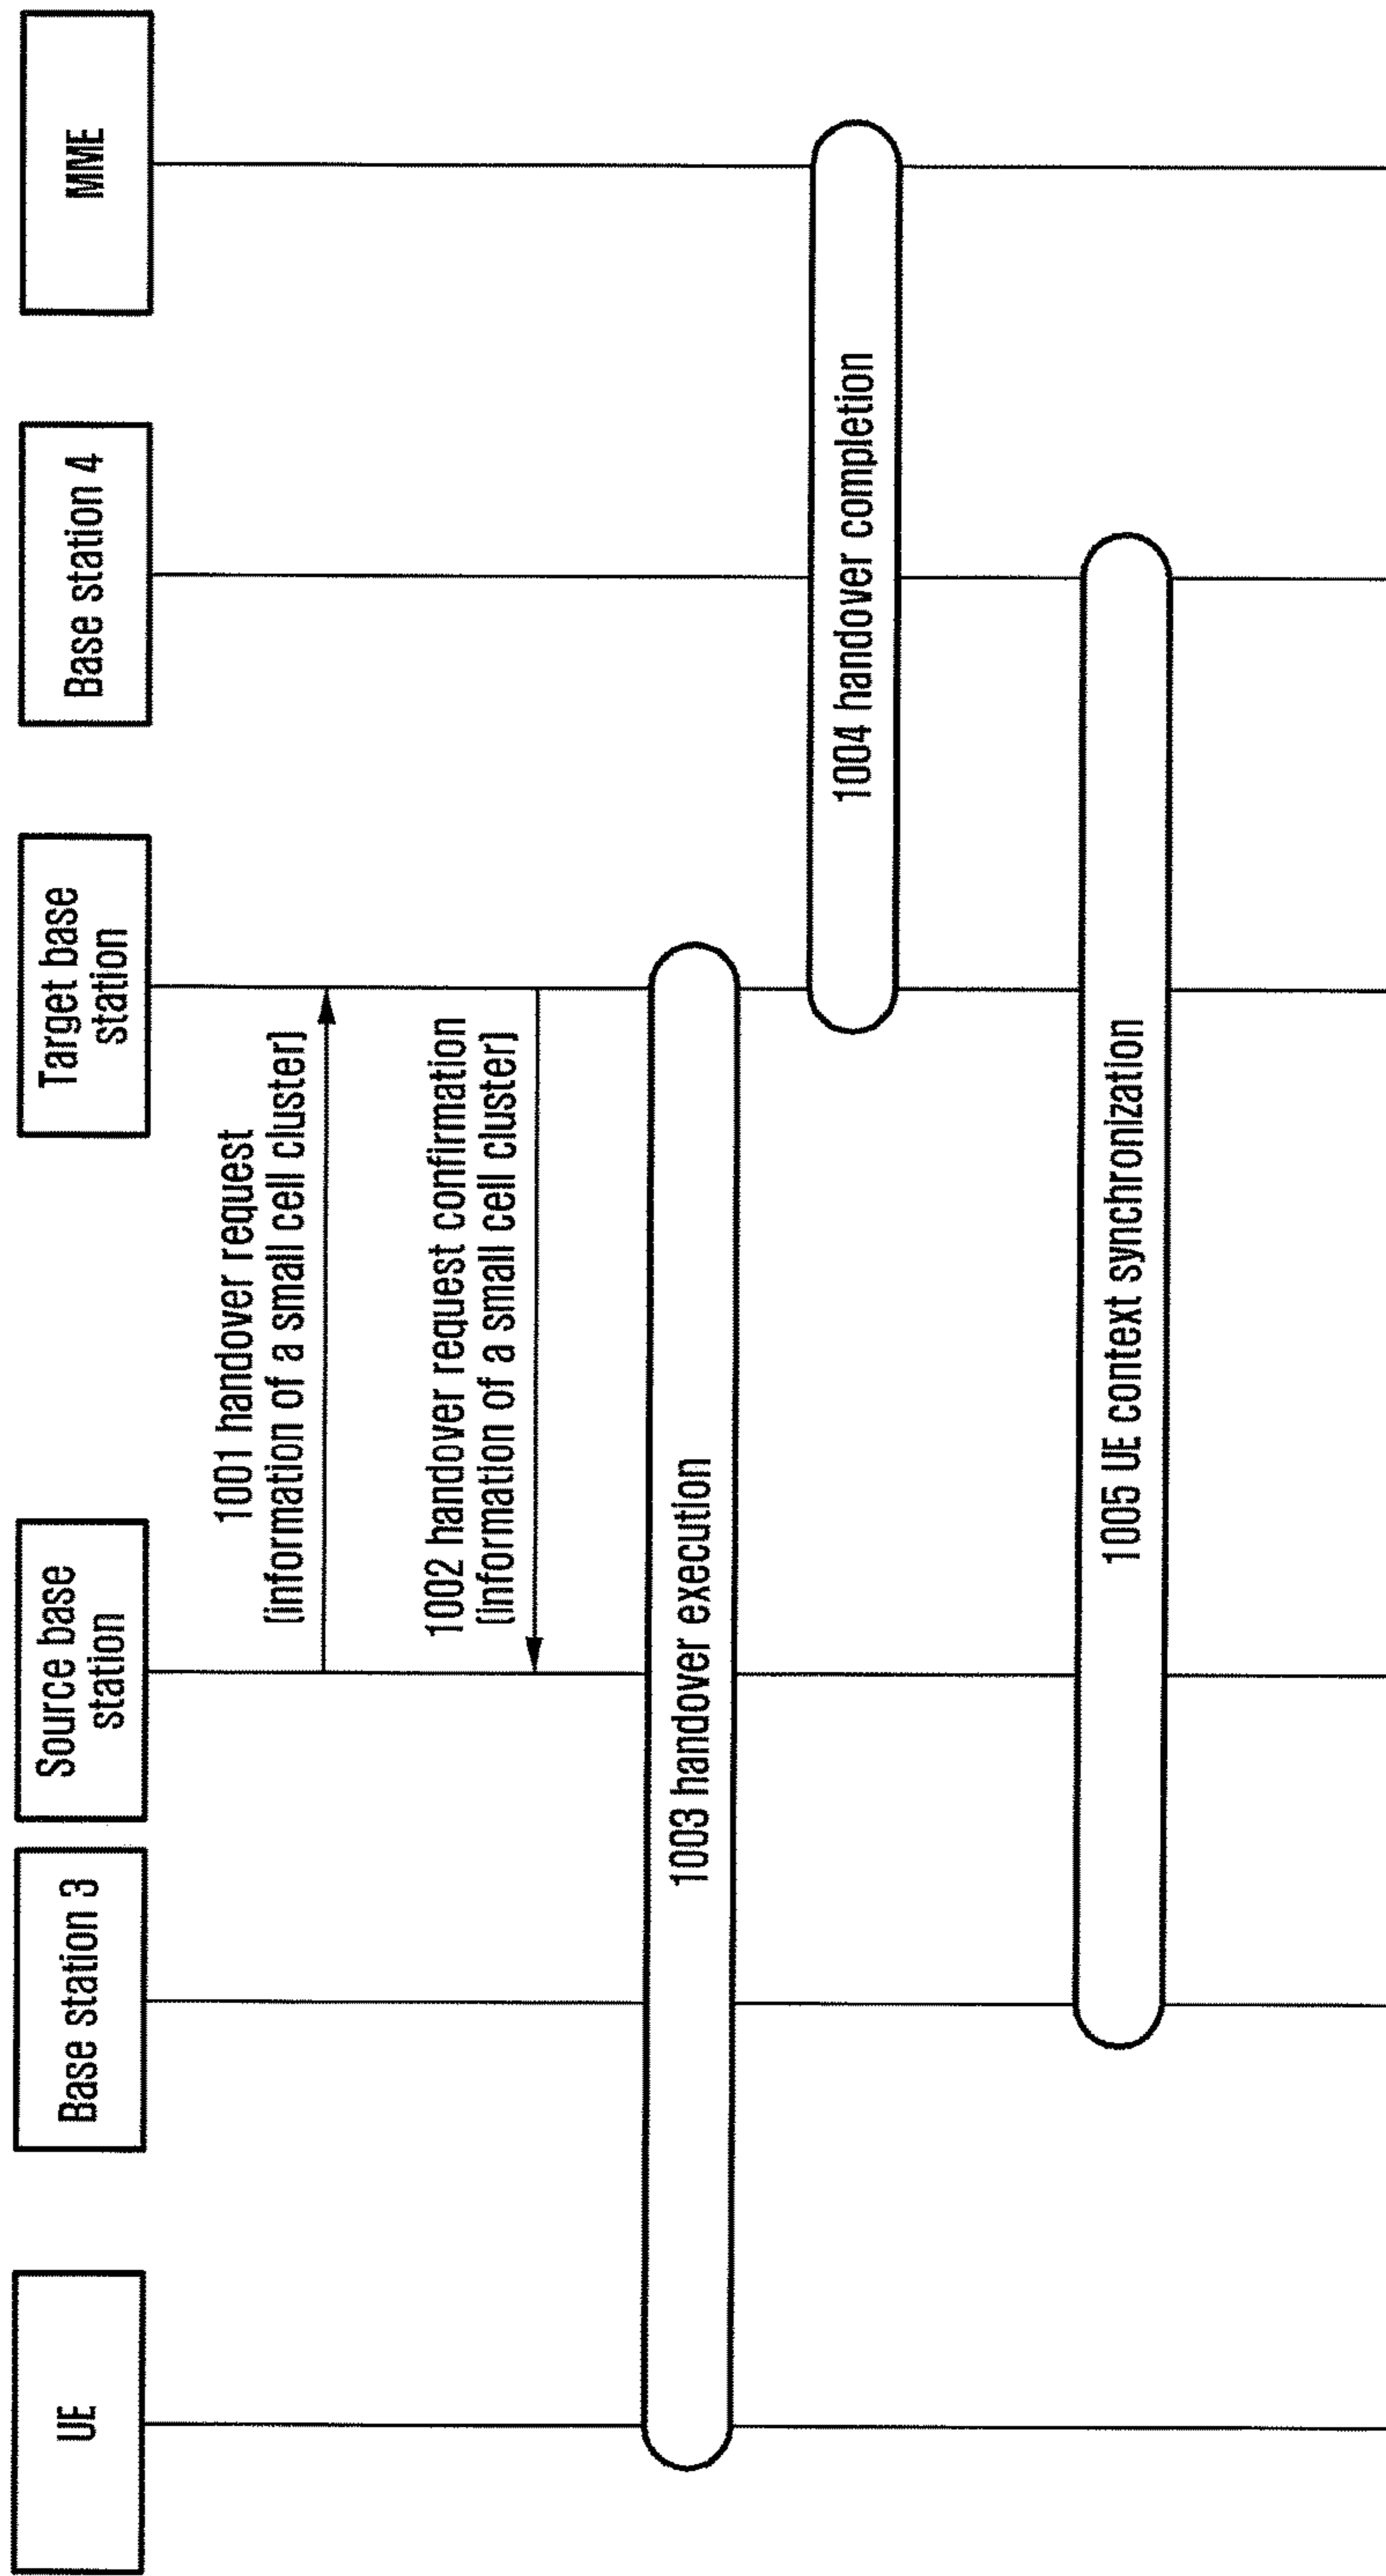 UE
Base station 3
Source base
station
Target base
station
Base station 4
MME
1001 handover request
(information of a small cell cluster)
1002 handover request confirmation
(information of a small cell cluster)
1003 handover execution
1004 handover completion
1005 UE context synchronization